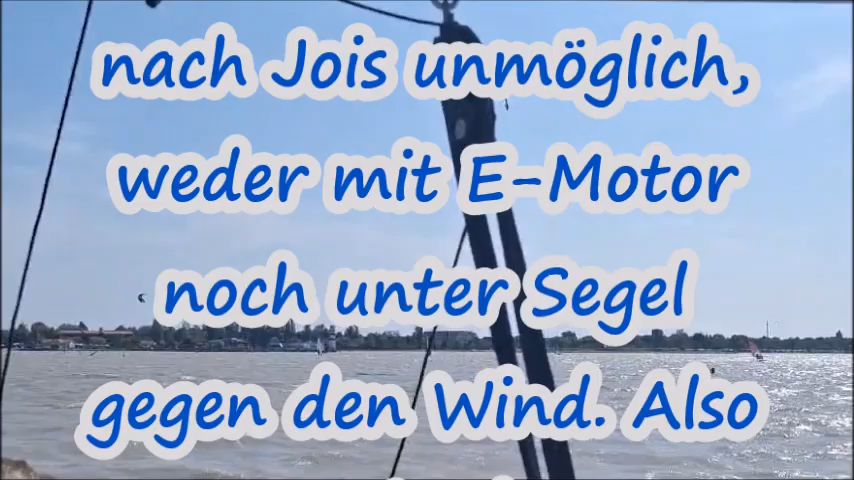 nach Jois unmöglich,
weder mit E-Motor
noch unter Segel
gegen den Wind. Also